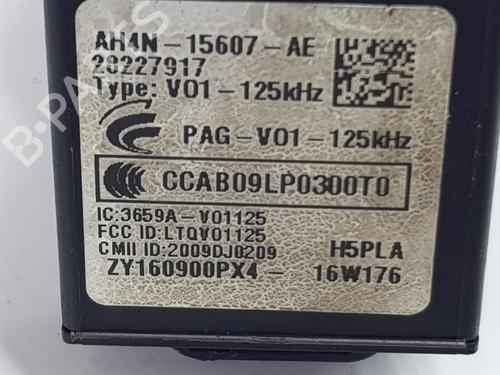 AH4N-15607-AE
28227917
Type: V01-125kHz
PAG-V01-125kHz
CCAB09LP0300T0
IC:3659A-V01125
FCC ID:LTQV01125
CMII ID:2009DJ0209 H5PLA
ZY160900PX4- 16W176
B-PARTS